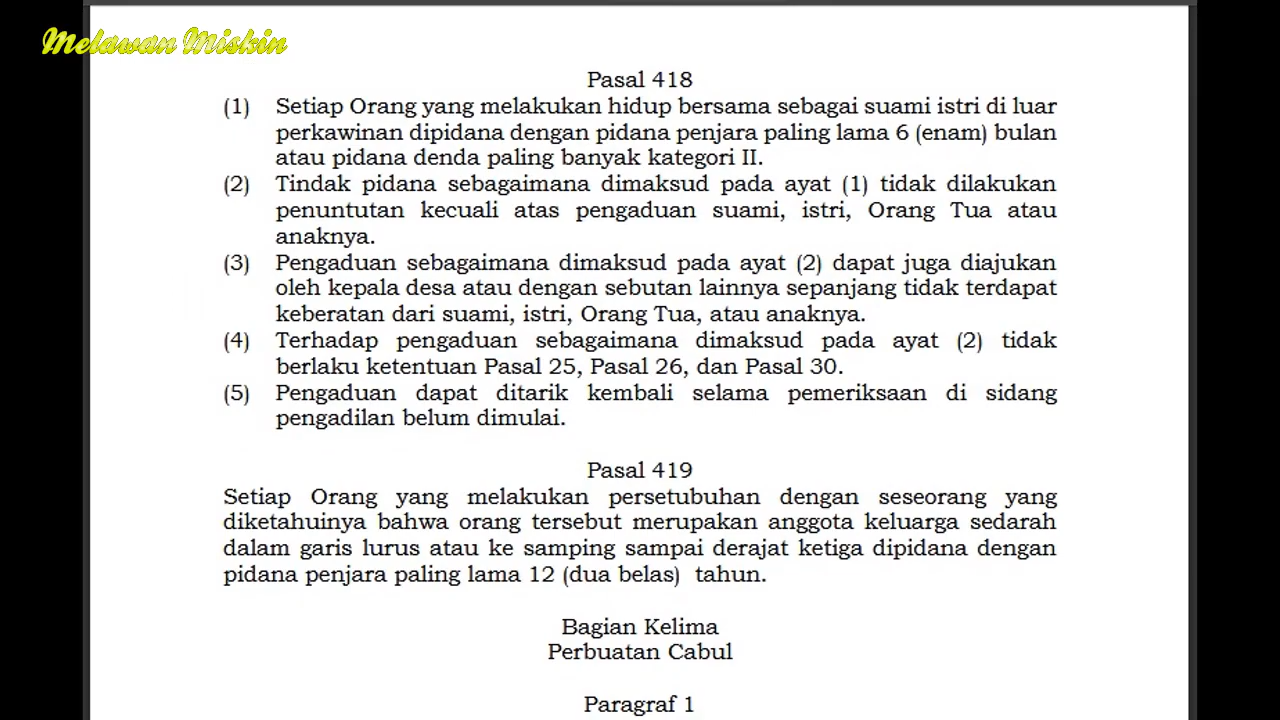 Melawan Miskin
Pasal 418
(1) Setiap Orang yang melakukan hidup bersama sebagai suami istri di luar
perkawinan dipidana dengan pidana penjara paling lama 6 (enam) bulan
atau pidana denda paling banyak kategori II.
(2) Tindak pidana sebagaimana dimaksud pada ayat (1) tidak dilakukan
penuntutan kecuali atas pengaduan suami, istri, Orang Tua atau
anaknya.
(3) Pengaduan sebagaimana dimaksud pada ayat (2) dapat juga diajukan
oleh kepala desa atau dengan sebutan lainnya sepanjang tidak terdapat
keberatan dari suami, istri, Orang Tua, atau anaknya.
(4) Terhadap pengaduan sebagaimana dimaksud pada ayat (2) tidak
berlaku ketentuan Pasal 25, Pasal 26, dan Pasal 30.
(5) Pengaduan dapat ditarik kembali selama pemeriksaan di sidang
pengadilan belum dimulai.
Pasal 419
Setiap Orang yang melakukan persetubuhan dengan seseorang yang
diketahuinya bahwa orang tersebut merupakan anggota keluarga sedarah
dalam garis lurus atau ke samping sampai derajat ketiga dipidana dengan
pidana penjara paling lama 12 (dua belas) tahun.
Bagian Kelima
Perbuatan Cabul
Paragraf 1